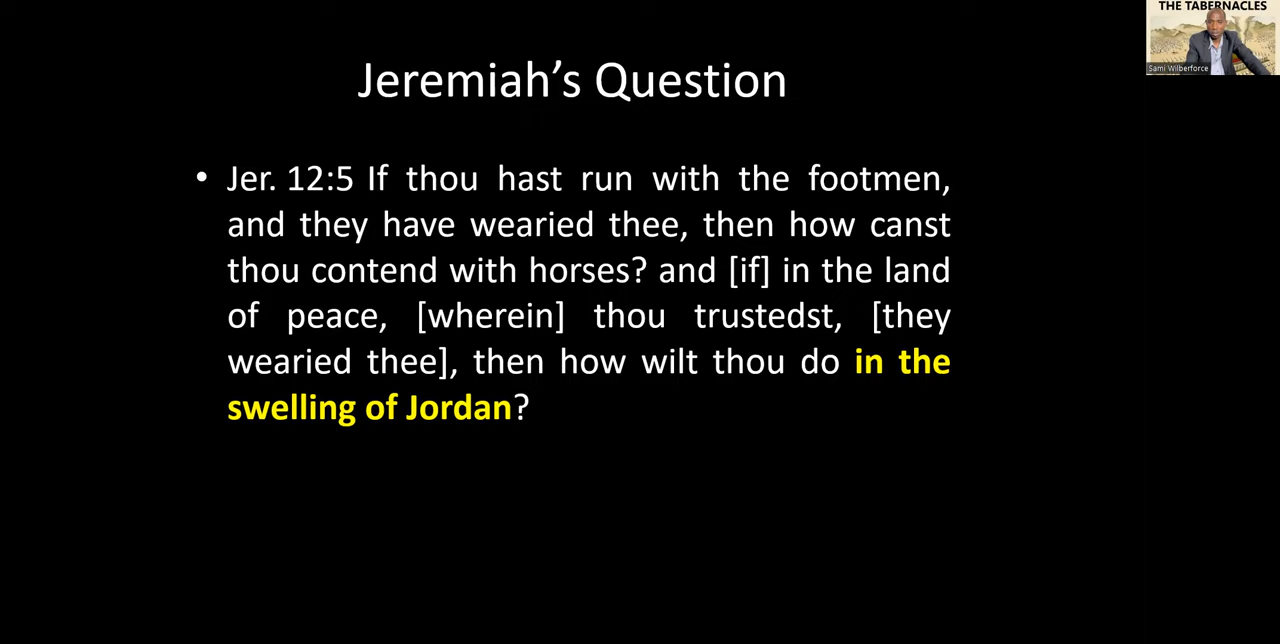 THE TABERNACLES
Sami Wilberforce
Jeremiah's Question
• Jer. 12:5 If thou hast run with the footmen,
and they have wearied thee, then how canst
thou contend with horses? and [if] in the land
of peace, [wherein] thou trustedst, [they
wearied thee], then how wilt thou do in the
swelling of Jordan?